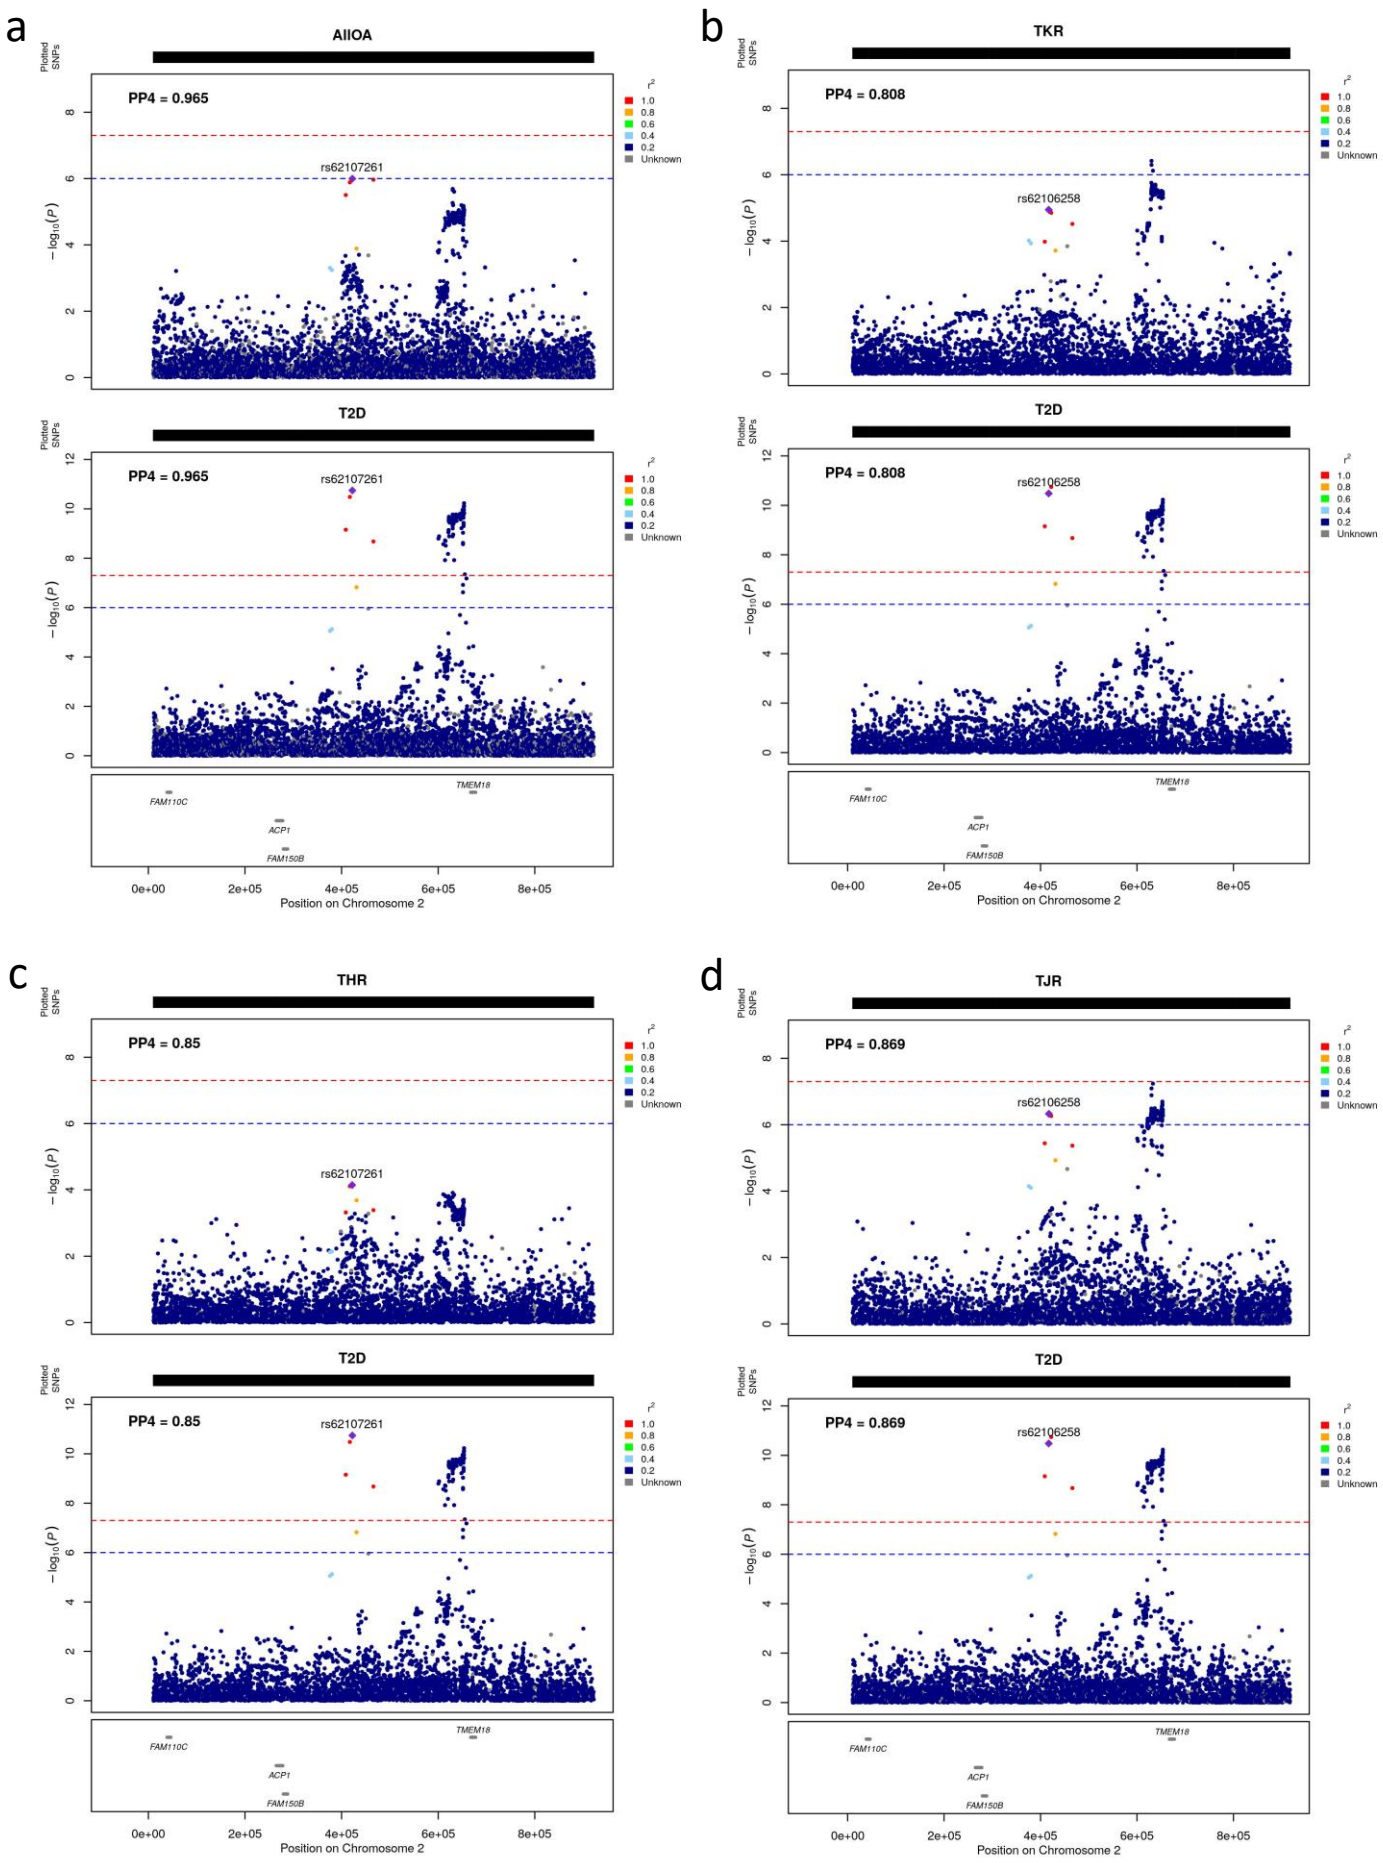 a
AllOA
Plotted
SNPs
PP4 = 0.965
rs62107261
− log10(P)
8
6
4
2
0
r2
1.0
0.8
0.6
0.4
0.2
Unknown
T2D
Plotted
SNPs
PP4 = 0.965
rs62107261
− log10(P)
12
10
8
6
4
2
0
r2
1.0
0.8
0.6
0.4
0.2
Unknown
FAM110C
TMEM18
ACP1
FAM150B
0e+00 2e+05 4e+05 6e+05 8e+05
Position on Chromosome 2
b
TKR
Plotted
SNPs
PP4 = 0.808
rs62106258
− log10(P)
8
6
4
2
0
r2
1.0
0.8
0.6
0.4
0.2
Unknown
T2D
Plotted
SNPs
PP4 = 0.808
rs62106258
− log10(P)
12
10
8
6
4
2
0
r2
1.0
0.8
0.6
0.4
0.2
Unknown
FAM110C
TMEM18
ACP1
FAM150B
0e+00 2e+05 4e+05 6e+05 8e+05
Position on Chromosome 2
c
THR
Plotted
SNPs
PP4 = 0.85
rs62107261
− log10(P)
8
6
4
2
0
r2
1.0
0.8
0.6
0.4
0.2
Unknown
T2D
Plotted
SNPs
PP4 = 0.85
rs62107261
− log10(P)
12
10
8
6
4
2
0
r2
1.0
0.8
0.6
0.4
0.2
Unknown
FAM110C
TMEM18
ACP1
FAM150B
0e+00 2e+05 4e+05 6e+05 8e+05
Position on Chromosome 2
d
TJR
Plotted
SNPs
PP4 = 0.869
rs62106258
− log10(P)
8
6
4
2
0
r2
1.0
0.8
0.6
0.4
0.2
Unknown
T2D
Plotted
SNPs
PP4 = 0.869
rs62106258
− log10(P)
12
10
8
6
4
2
0
r2
1.0
0.8
0.6
0.4
0.2
Unknown
FAM110C
TMEM18
ACP1
FAM150B
0e+00 2e+05 4e+05 6e+05 8e+05
Position on Chromosome 2